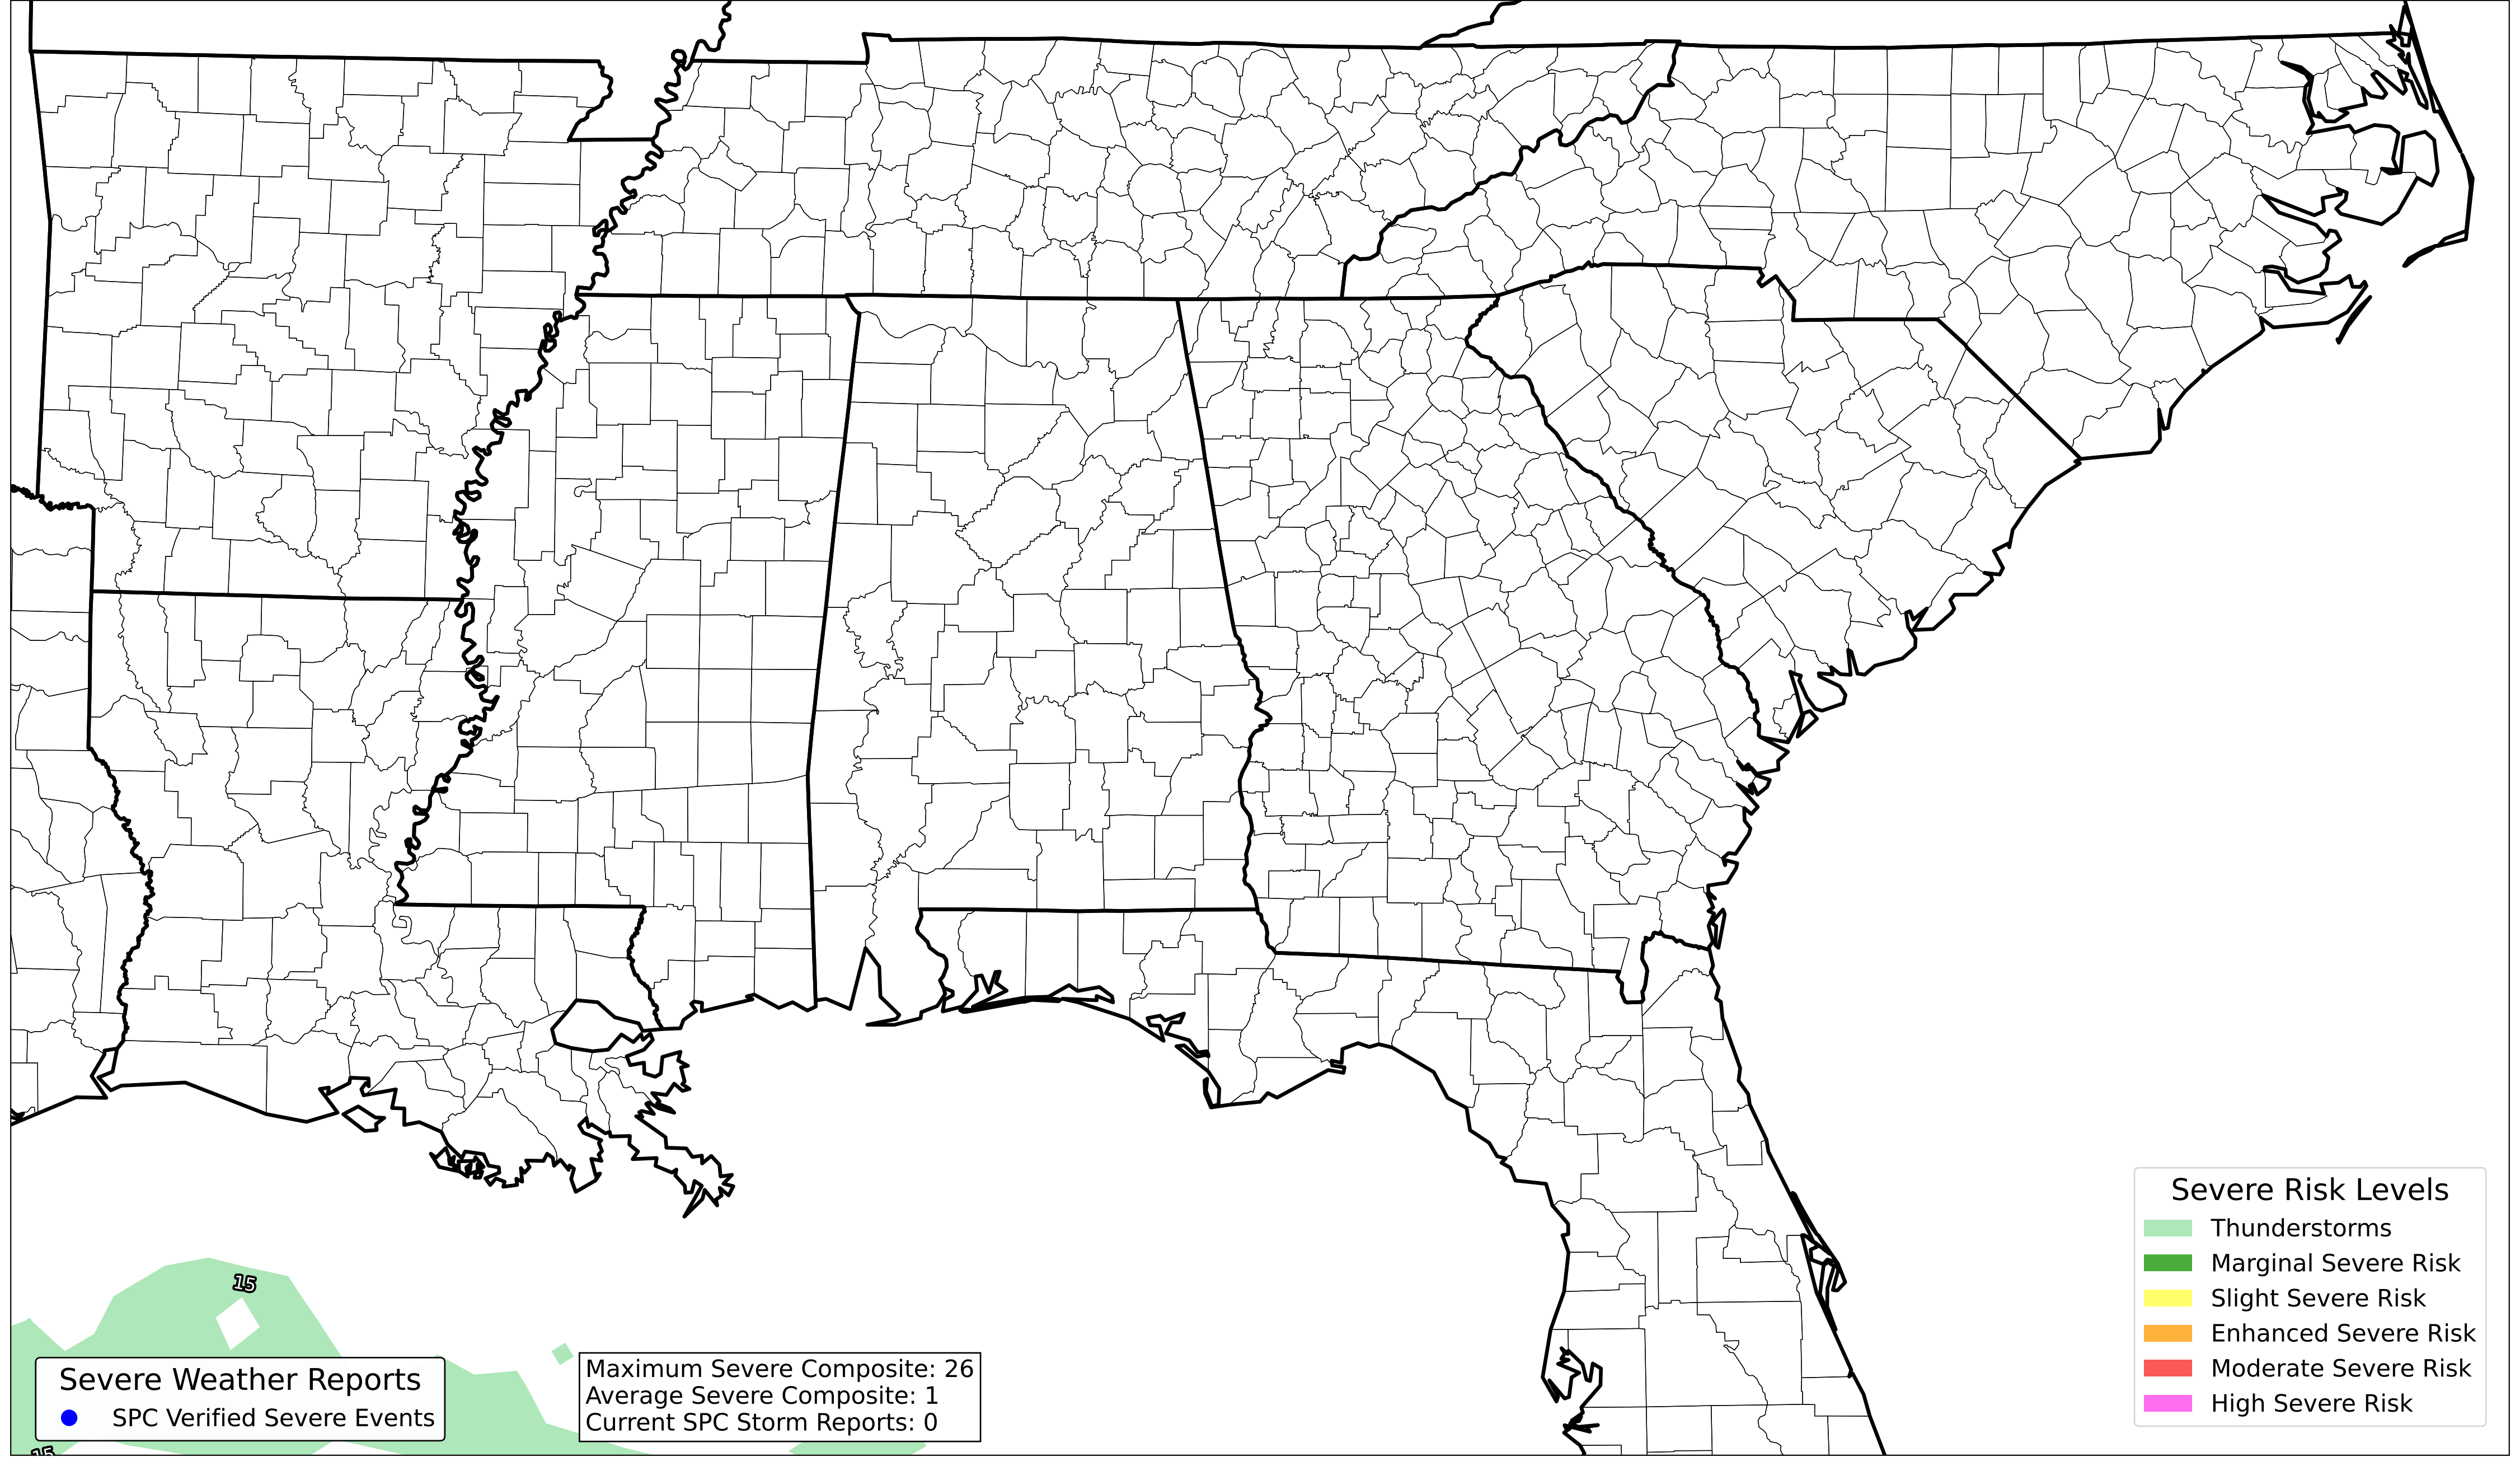 15
Severe Risk Levels
Thunderstorms
Marginal Severe Risk
Slight Severe Risk
Enhanced Severe Risk
Moderate Severe Risk
High Severe Risk
Severe Weather Reports
SPC Verified Severe Events
Maximum Severe Composite: 26
Average Severe Composite: 1
Current SPC Storm Reports: 0
15